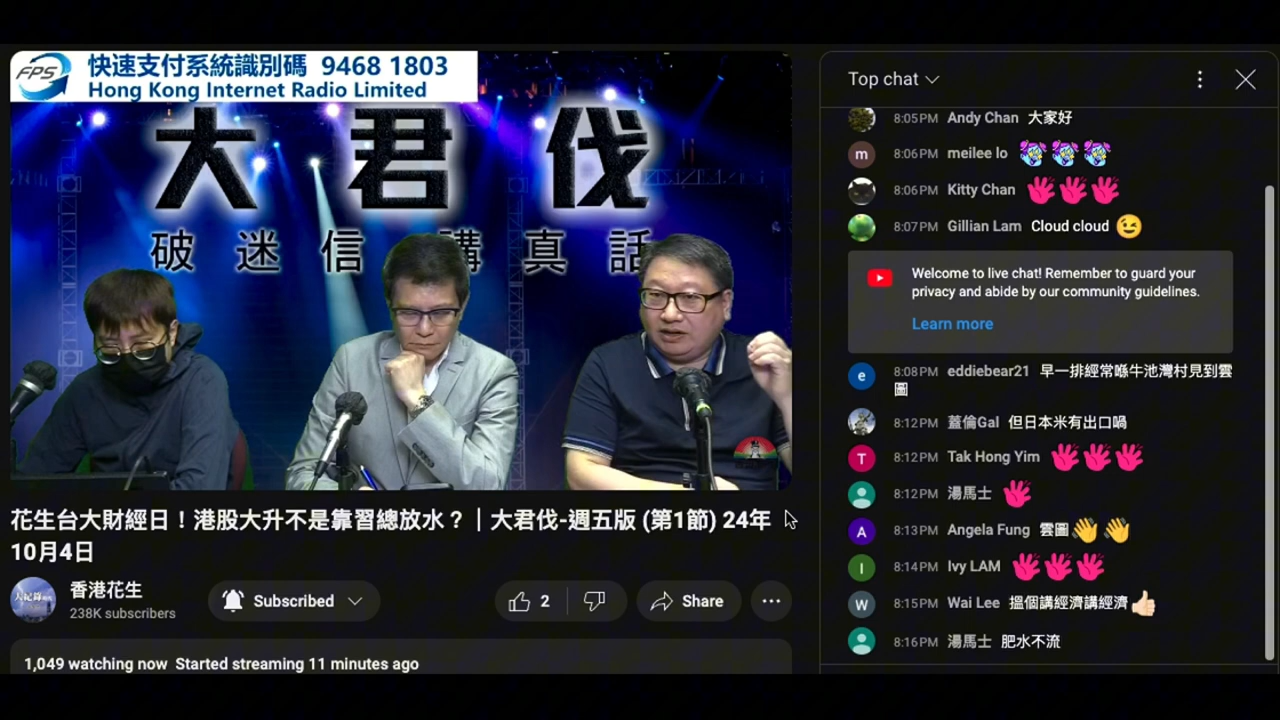 FPS
快速支付系統識別碼 9468 1803
Hong Kong Internet Radio Limited
大君伐
破迷信講真話
花生台大財經日！港股大升不是靠習總放水？｜大君伐-週五版 (第1節) 24年
10月4日
香港花生
238K subscribers
Subscribed
2
Share
1,049 watching now Started streaming 11 minutes ago
Top chat
8:05PM Andy Chan 大家好
8:06PM meilee lo
8:06PM Kitty Chan
8:07PM Gillian Lam Cloud cloud 😉
Welcome to live chat! Remember to guard your
privacy and abide by our community guidelines.
Learn more
8:08PM eddiebear21 早一排經常喺牛池灣村見到雲
圖
8:12PM 蓋倫Gal 但日本米有出口喎
8:12PM Tak Hong Yim
8:12PM 湯馬士
8:13PM Angela Fung 雲圖👋👋
8:14PM Ivy LAM
8:15PM Wai Lee 搵個講經濟講經濟👍🏻
8:16PM 湯馬士 肥水不流